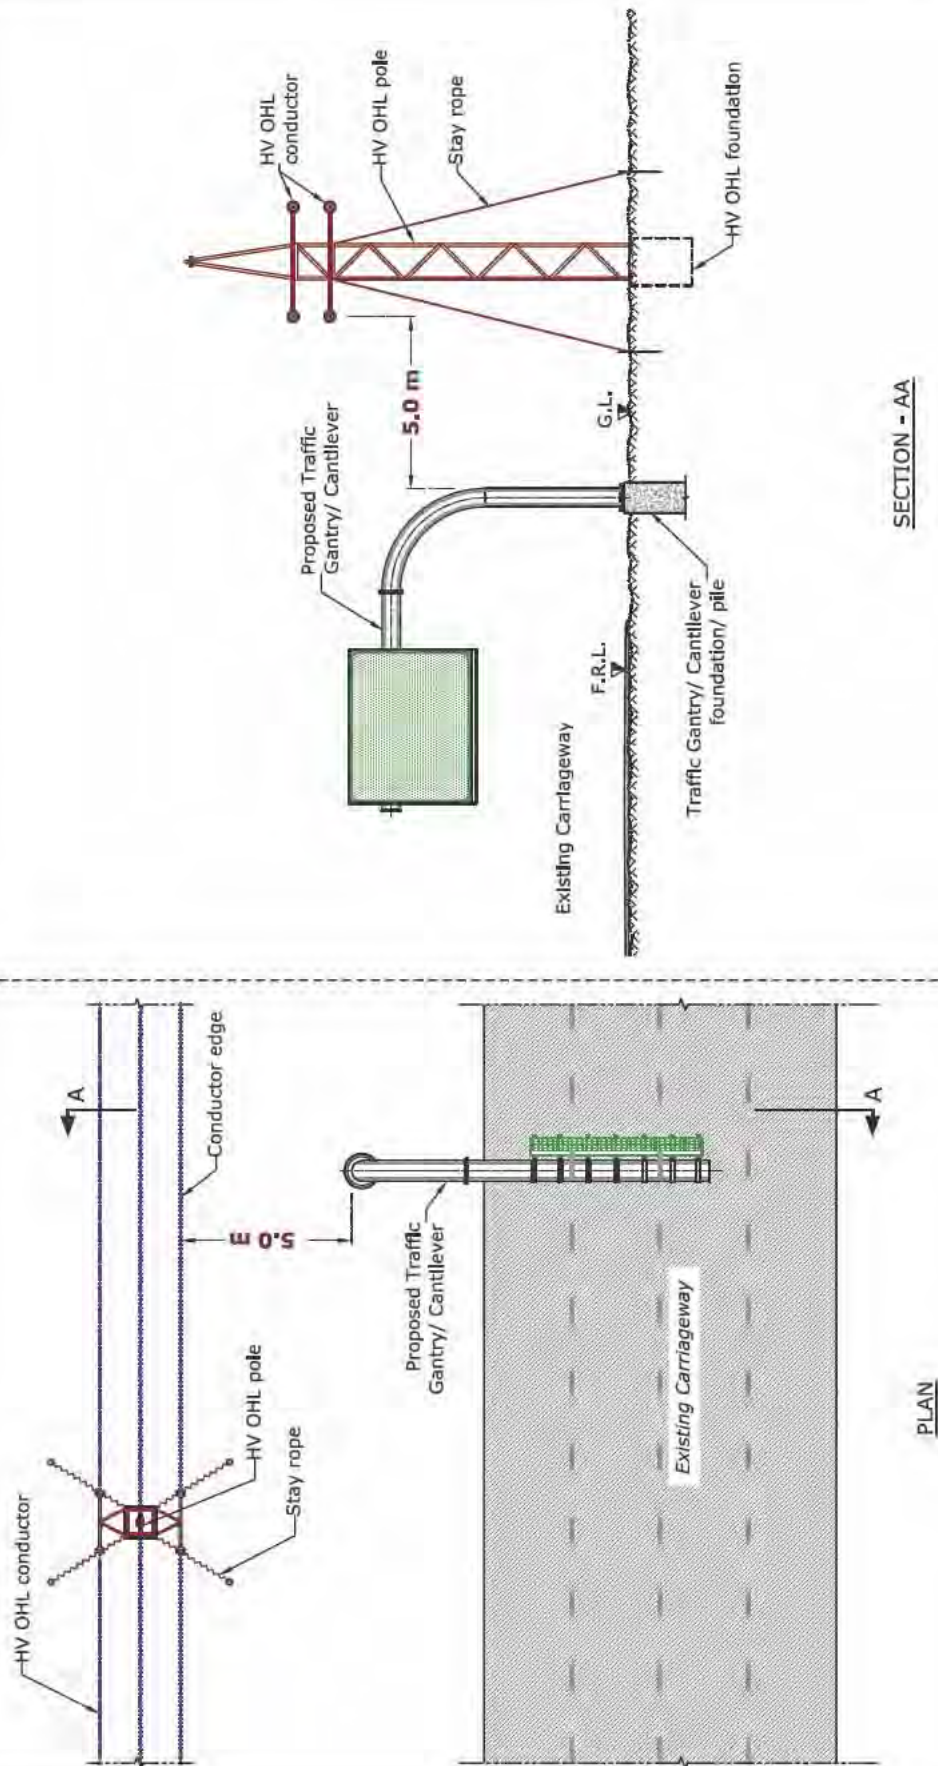 HV OHL conductor
HV OHL pole
Stay rope
5.0 m
Conductor edge
A
Proposed Traffic
Gantry/ Cantilever
Existing Carriageway
A
PLAN
HV OHL
conductor
HV OHL pole
Stay rope
HV OHL foundation
5.0 m
Proposed Traffic
Gantry/ Cantilever
G.L.
F.R.L.
Existing Carriageway
Traffic Gantry/ Cantilever
foundation/ pile
SECTION - AA